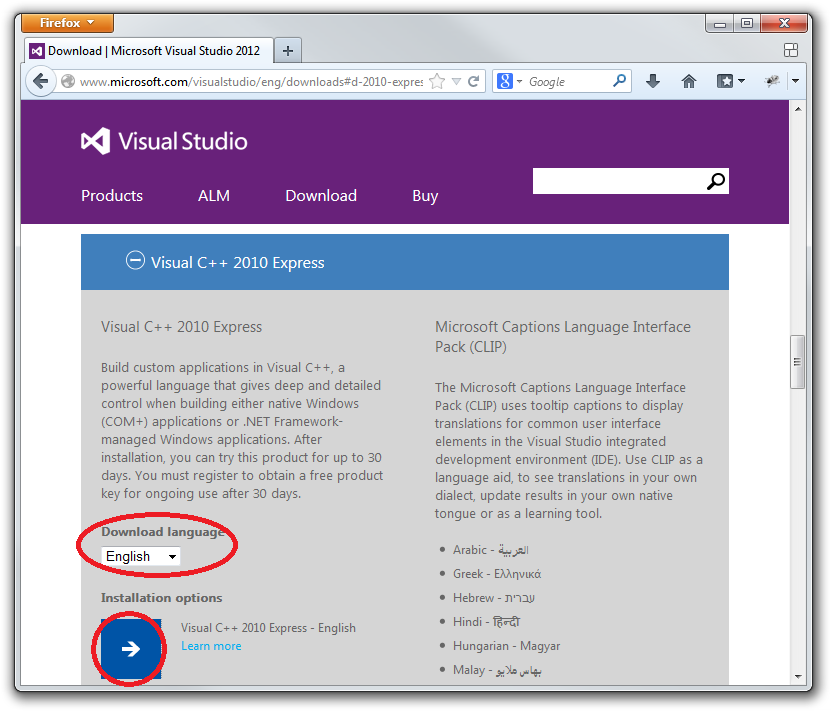 Firefox
Download | Microsoft Visual Studio 2012
www.microsoft.com/visualstudio/eng/downloads#d-2010-expres
Google
Visual Studio
Products ALM Download Buy
Visual C++ 2010 Express
Visual C++ 2010 Express
Build custom applications in Visual C++, a
powerful language that gives deep and detailed
control when building either native Windows
(COM+) applications or .NET Framework-
managed Windows applications. After
installation, you can try this product for up to 30
days. You must register to obtain a free product
key for ongoing use after 30 days.
Download language
English
Installation options
Visual C++ 2010 Express - English
Learn more
Microsoft Captions Language Interface
Pack (CLIP)
The Microsoft Captions Language Interface
Pack (CLIP) uses tooltip captions to display
translations for common user interface
elements in the Visual Studio integrated
development environment (IDE). Use CLIP as a
language aid, to see translations in your own
dialect, update results in your own native
tongue or as a learning tool.
Arabic - العربية
Greek - Ελληνικά
Hebrew - עברית
Hindi - हिन्दी
Hungarian - Magyar
Malay - بهاس ملايو